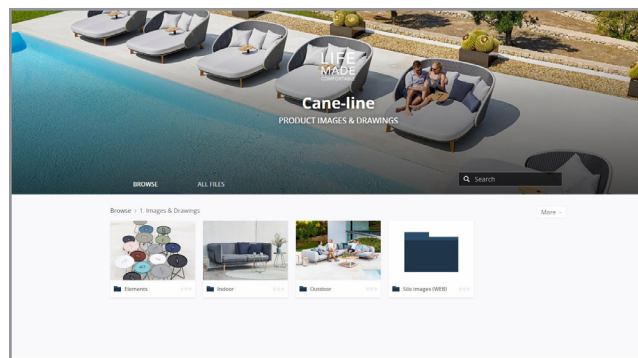 LIFE
MADE
COMFORTABLE
Cane-line
PRODUCT IMAGES & DRAWINGS
BROWSE
ALL FILES
Search
Browse > 1. Images & Drawings
More
Elements
Indoor
Outdoor
Silo images (WEB)